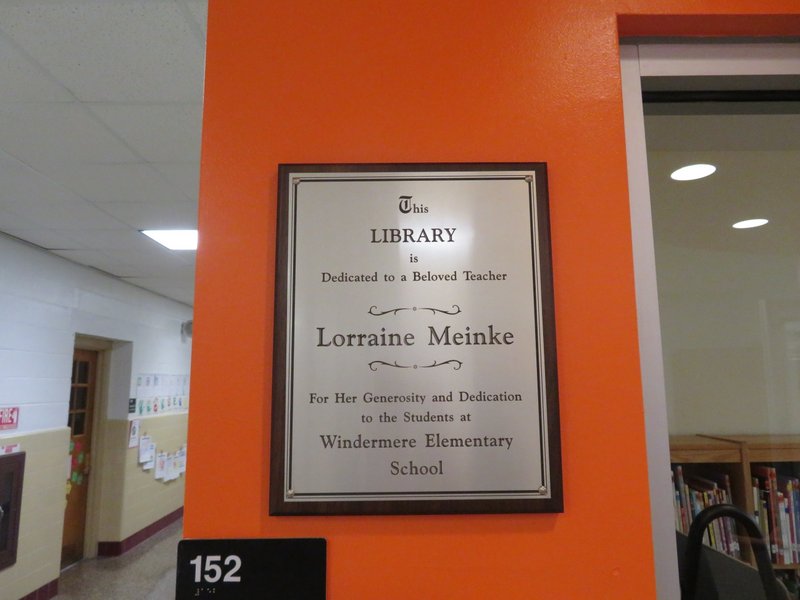 This
LIBRARY
is
Dedicated to a Beloved Teacher
Lorraine Meinke
For Her Generosity and Dedication
to the Students at
Windermere Elementary
School
152
FIRE